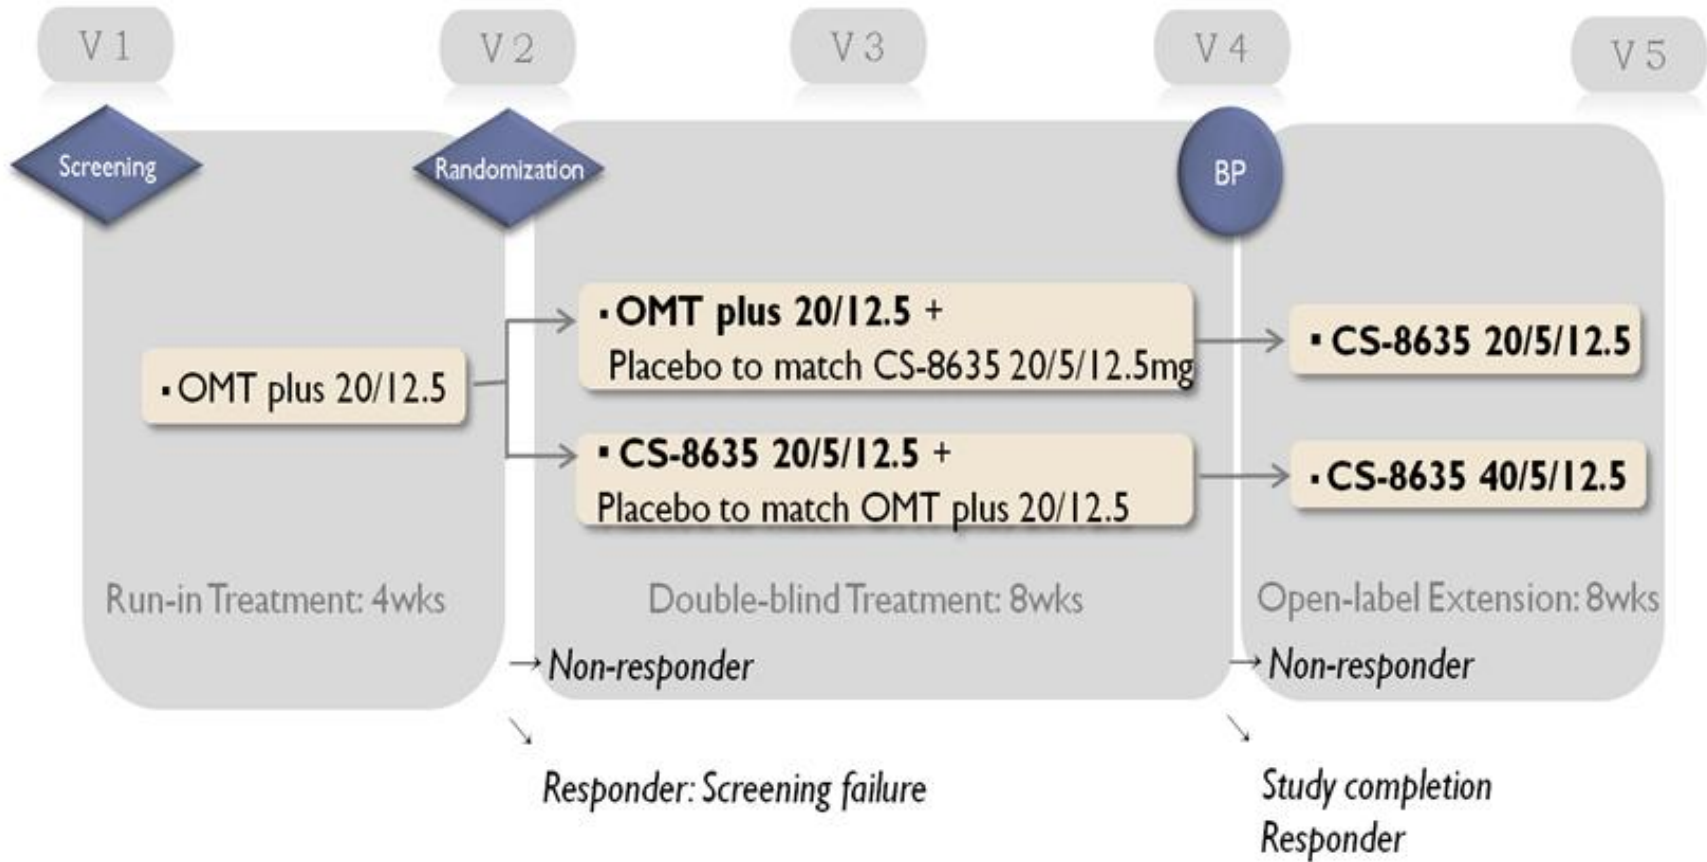 V 1
V 2
V 3
V 4
V 5
Screening
Randomization
BP
▪ OMT plus 20/12.5
▪ OMT plus 20/12.5 +
Placebo to match CS-8635 20/5/12.5mg
▪ CS-8635 20/5/12.5 +
Placebo to match OMT plus 20/12.5
▪ CS-8635 20/5/12.5
▪ CS-8635 40/5/12.5
Run-in Treatment: 4wks
Double-blind Treatment: 8wks
Open-label Extension: 8wks
→ Non-responder
→ Non-responder
Responder: Screening failure
Study completion
Responder